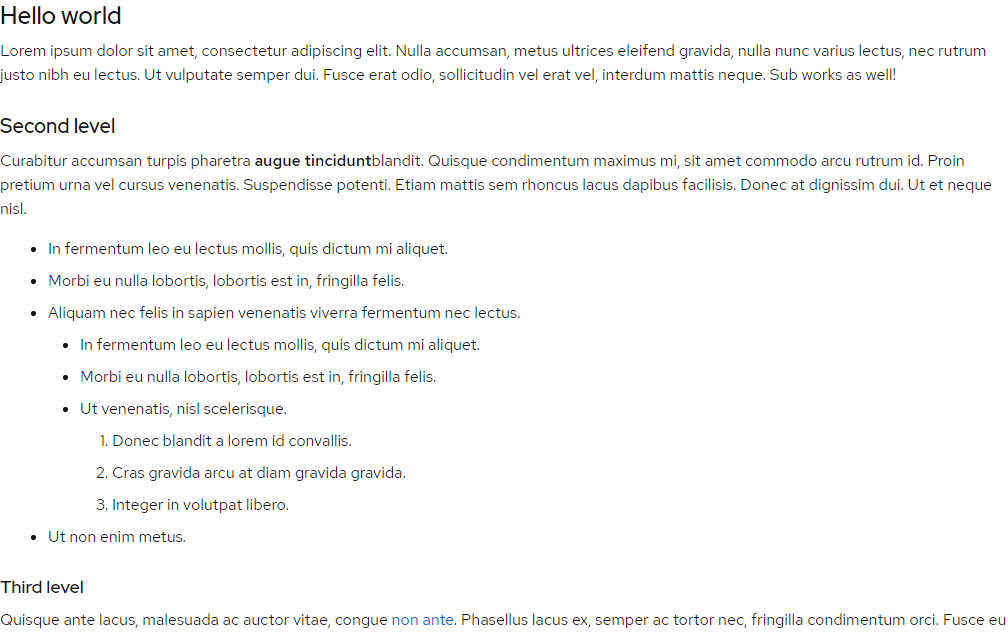 Hello world
Lorem ipsum dolor sit amet, consectetur adipiscing elit. Nulla accumsan, metus ultrices eleifend gravida, nulla nunc varius lectus, nec rutrum
justo nibh eu lectus. Ut vulputate semper dui. Fusce erat odio, sollicitudin vel erat vel, interdum mattis neque. Sub works as well!
Second level
Curabitur accumsan turpis pharetra augue tinciduntblandit. Quisque condimentum maximus mi, sit amet commodo arcu rutrum id. Proin
pretium urna vel cursus venenatis. Suspendisse potenti. Etiam mattis sem rhoncus lacus dapibus facilisis. Donec at dignissim dui. Ut et neque
nisl.
• In fermentum leo eu lectus mollis, quis dictum mi aliquet.
• Morbi eu nulla lobortis, lobortis est in, fringilla felis.
• Aliquam nec felis in sapien venenatis viverra fermentum nec lectus.
• In fermentum leo eu lectus mollis, quis dictum mi aliquet.
• Morbi eu nulla lobortis, lobortis est in, fringilla felis.
• Ut venenatis, nisl scelerisque.
1. Donec blandit a lorem id convallis.
2. Cras gravida arcu at diam gravida gravida.
3. Integer in volutpat libero.
• Ut non enim metus.
Third level
Quisque ante lacus, malesuada ac auctor vitae, congue non ante. Phasellus lacus ex, semper ac tortor nec, fringilla condimentum orci. Fusce eu